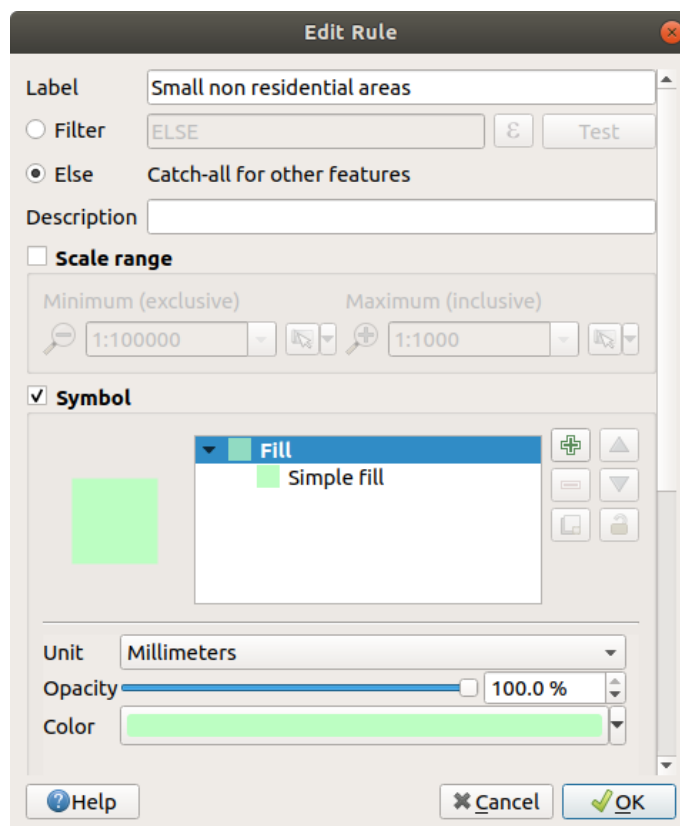 Edit Rule
Label Small non residential areas
Filter ELSE ε Test
Else Catch-all for other features
Description
Scale range
Minimum (exclusive) Maximum (inclusive)
1:100000 1:1000
Symbol
Fill
Simple fill
Unit Millimeters
Opacity 100.0 %
Color
Help Cancel OK